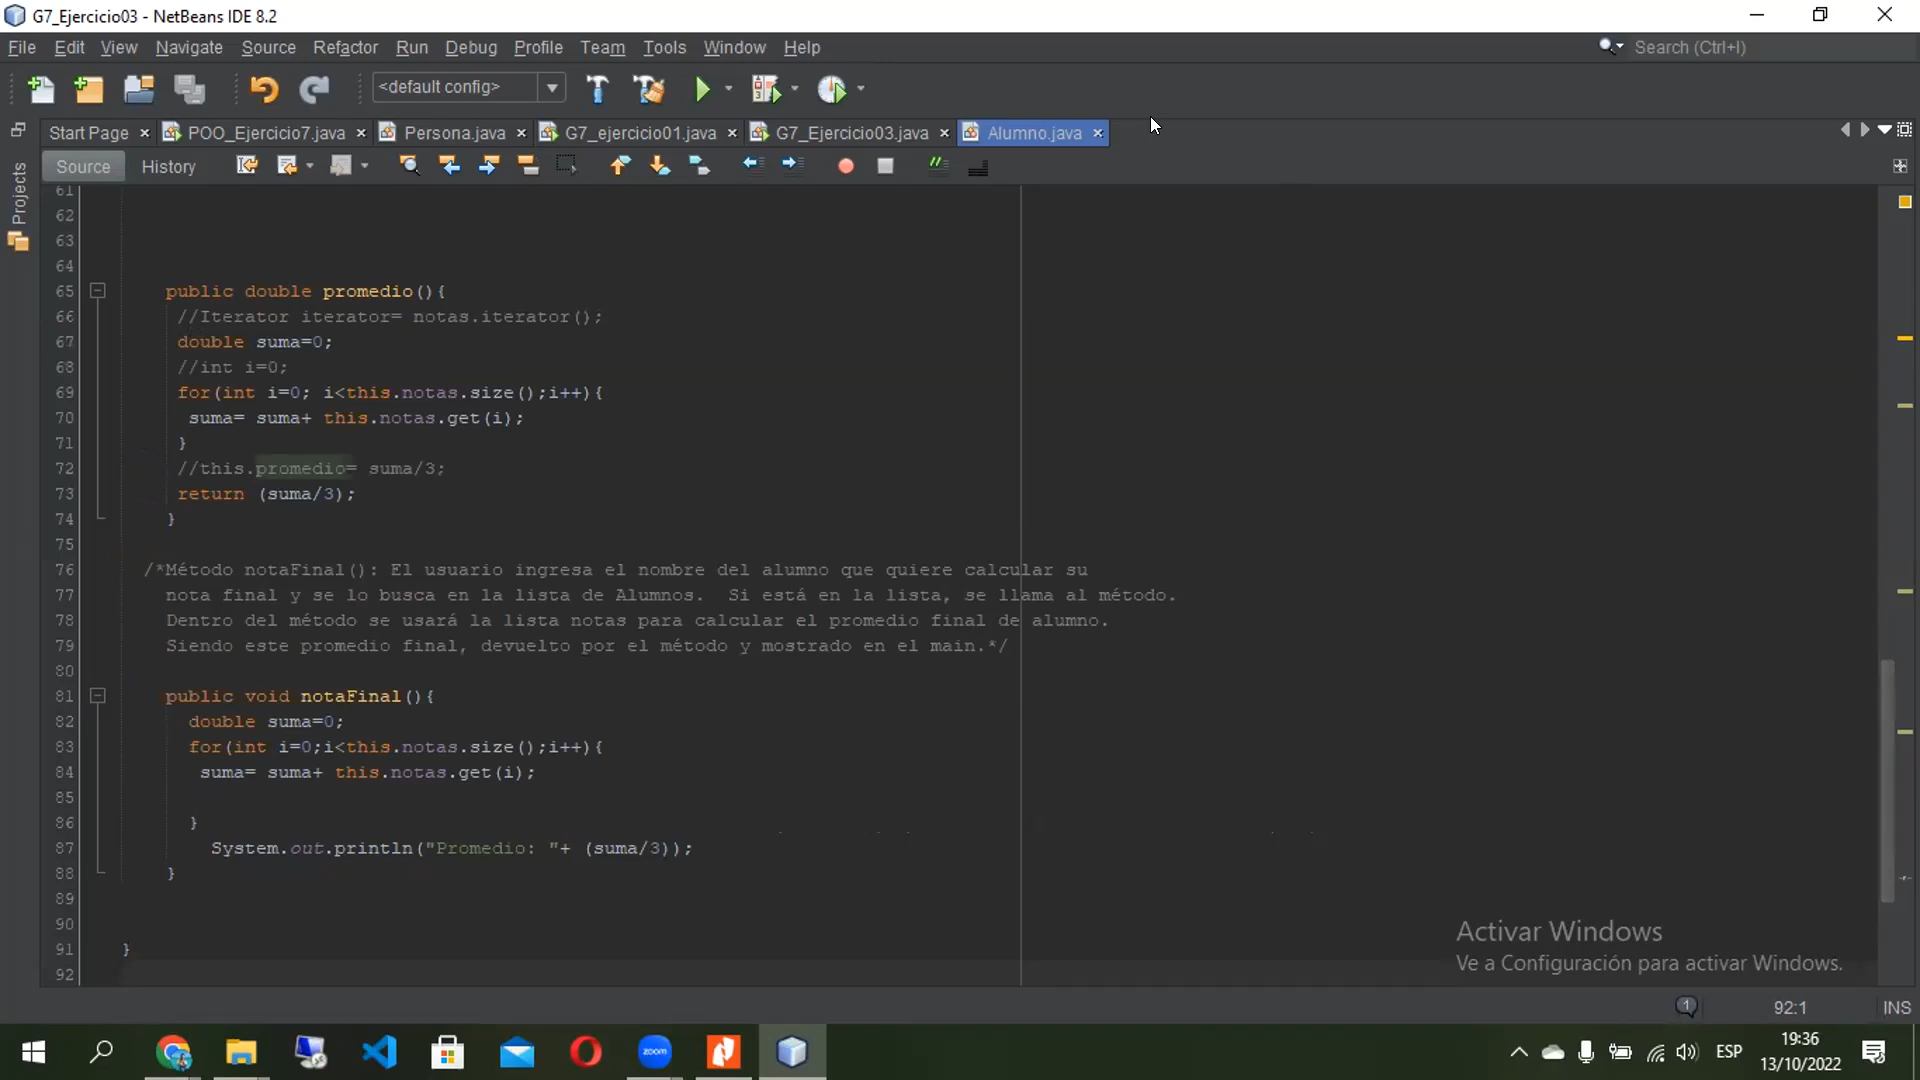 G7_Ejercicio03 - NetBeans IDE 8.2
File Edit View Navigate Source Refactor Run Debug Profile Team Tools Window Help
Search (Ctrl+I)
<default config>
Start Page POO_Ejercicio7.java Persona.java G7_ejercicio01.java G7_Ejercicio03.java Alumno.java
Source History
Projects
61
62
63
64
65 public double promedio(){
66 //Iterator iterator= notas.iterator();
67 double suma=0;
68 //int i=0;
69 for(int i=0; i<this.notas.size();i++){
70 suma= suma+ this.notas.get(i);
71 }
72 //this.promedio= suma/3;
73 return (suma/3);
74 }
75
76 /*Método notaFinal(): El usuario ingresa el nombre del alumno que quiere calcular su
77 nota final y se lo busca en la lista de Alumnos.  Si está en la lista, se llama al método.
78 Dentro del método se usará la lista notas para calcular el promedio final de alumno.
79 Siendo este promedio final, devuelto por el método y mostrado en el main.*/
80
81 public void notaFinal(){
82 double suma=0;
83 for(int i=0;i<this.notas.size();i++){
84 suma= suma+ this.notas.get(i);
85
86 }
87 System.out.println("Promedio: "+ (suma/3));
88 }
89
90
91 }
92
Activar Windows
Ve a Configuración para activar Windows.
1 92:1 INS
zoom
ESP
19:36
13/10/2022